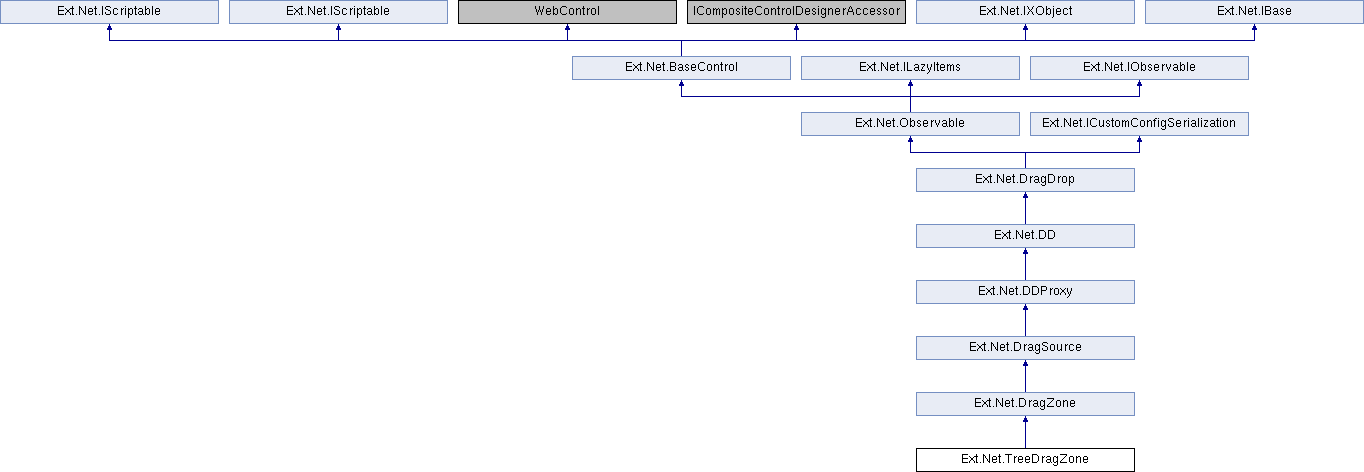 Ext.Net.IScriptable Ext.Net.IScriptable WebControl ICompositeControlDesignerAccessor Ext.Net.IXObject Ext.Net.IBase
Ext.Net.BaseControl Ext.Net.ILazyItems Ext.Net.IObservable
Ext.Net.Observable Ext.Net.ICustomConfigSerialization
Ext.Net.DragDrop
Ext.Net.DD
Ext.Net.DDProxy
Ext.Net.DragSource
Ext.Net.DragZone
Ext.Net.TreeDragZone